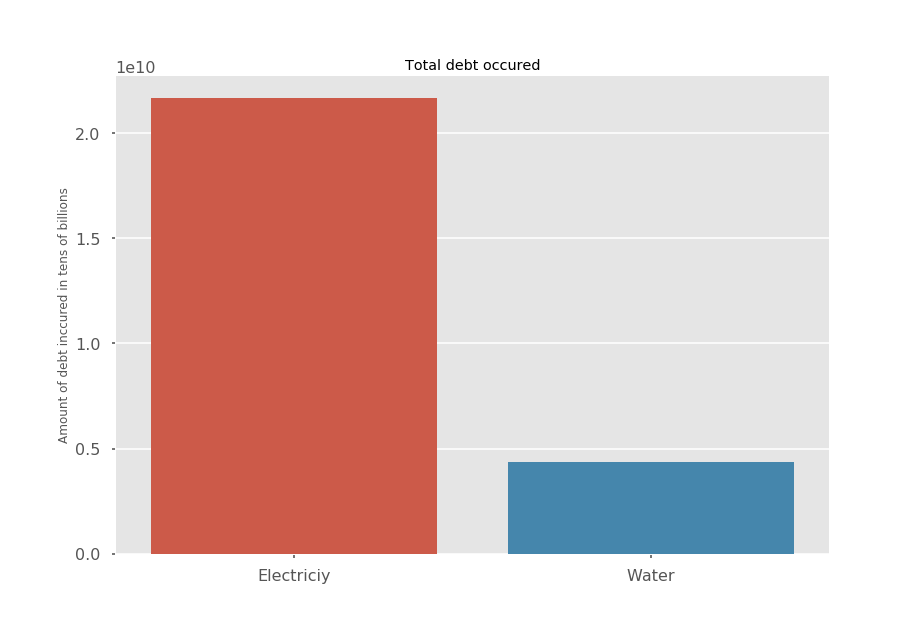 Total debt occured
1e10
Amount of debt inccured in tens of billions
2.0
1.5
1.0
0.5
0.0
Electriciy
Water